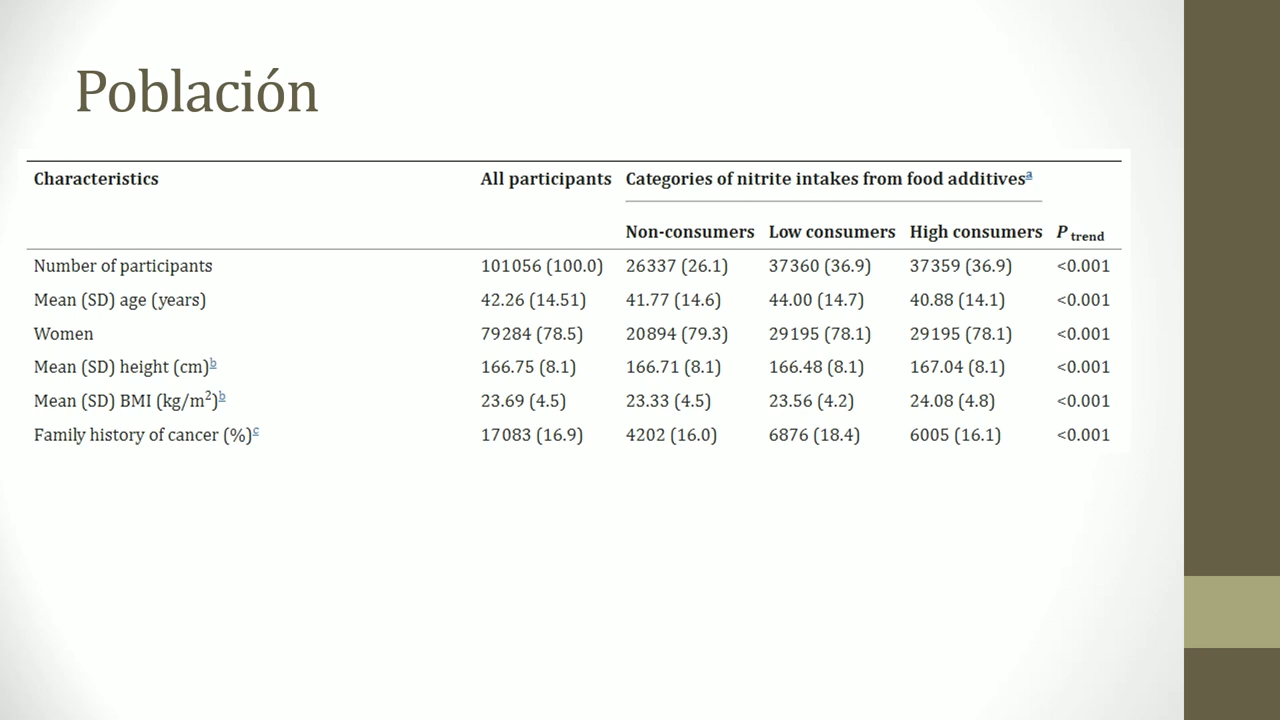 Población
Characteristics All participants Categories of nitrite intakes from food additivesa
Non-consumers Low consumers High consumers P trend
Number of participants 101056 (100.0) 26337 (26.1) 37360 (36.9) 37359 (36.9) <0.001
Mean (SD) age (years) 42.26 (14.51) 41.77 (14.6) 44.00 (14.7) 40.88 (14.1) <0.001
Women 79284 (78.5) 20894 (79.3) 29195 (78.1) 29195 (78.1) <0.001
Mean (SD) height (cm)b 166.75 (8.1) 166.71 (8.1) 166.48 (8.1) 167.04 (8.1) <0.001
Mean (SD) BMI (kg/m2)b 23.69 (4.5) 23.33 (4.5) 23.56 (4.2) 24.08 (4.8) <0.001
Family history of cancer (%)c 17083 (16.9) 4202 (16.0) 6876 (18.4) 6005 (16.1) <0.001